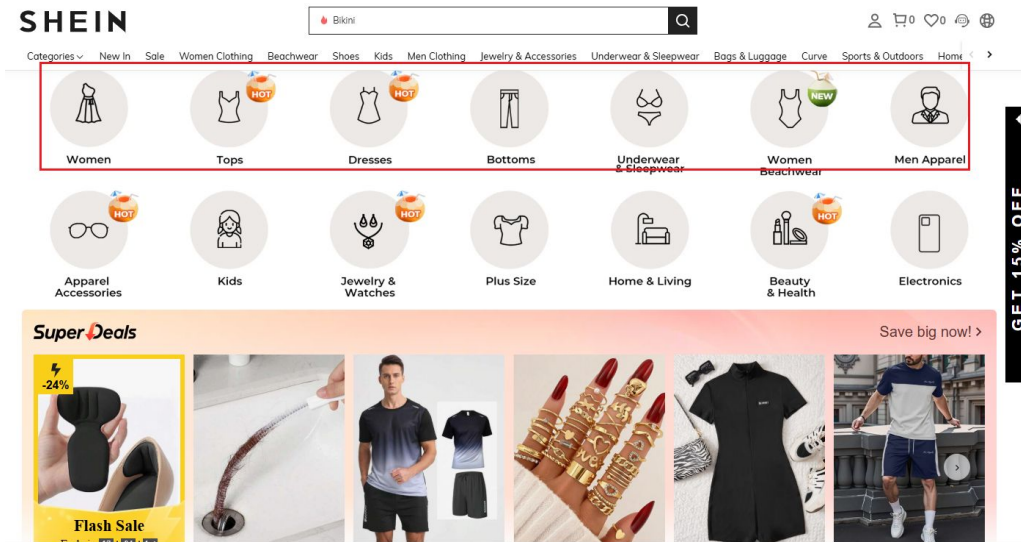 SHEIN
Bikini
0
0
Categories New In Sale Women Clothing Beachwear Shoes Kids Men Clothing Jewelry & Accessories Underwear & Sleepwear Bags & Luggage Curve Sports & Outdoors Home
HOT
HOT
NEW
Women Tops Dresses Bottoms Underwear
& Sleepwear Women
Beachwear Men Apparel
HOT
HOT
HOT
Apparel
Accessories Kids Jewelry &
Watches Plus Size Home & Living Beauty
& Health Electronics
GET 15% OFF
Super Deals
Save big now! >
-24%
Flash Sale